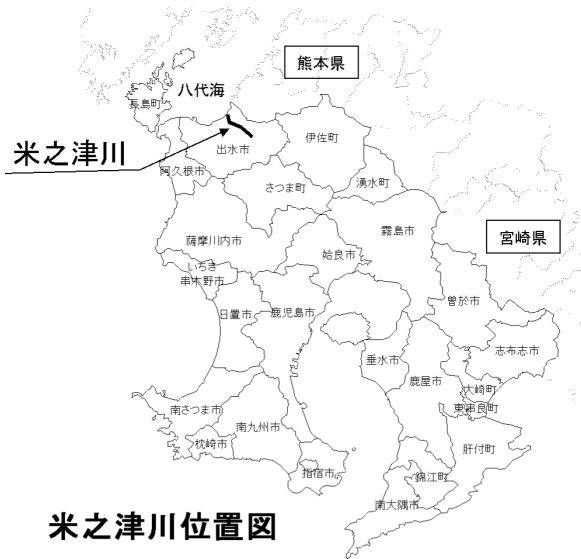 熊本県
八代海
長島町
米之津川
出水市
伊佐町
阿久根市
さつま町
湧水町
霧島市
宮崎県
薩摩川内市
姶良市
いちき
串木野市
日置市
鹿児島市
曽於市
志布志市
垂水市
鹿屋市
大崎町
東串良町
南さつま市
南九州市
枕崎市
肝付町
指宿市
錦江町
南大隅市
米之津川位置図